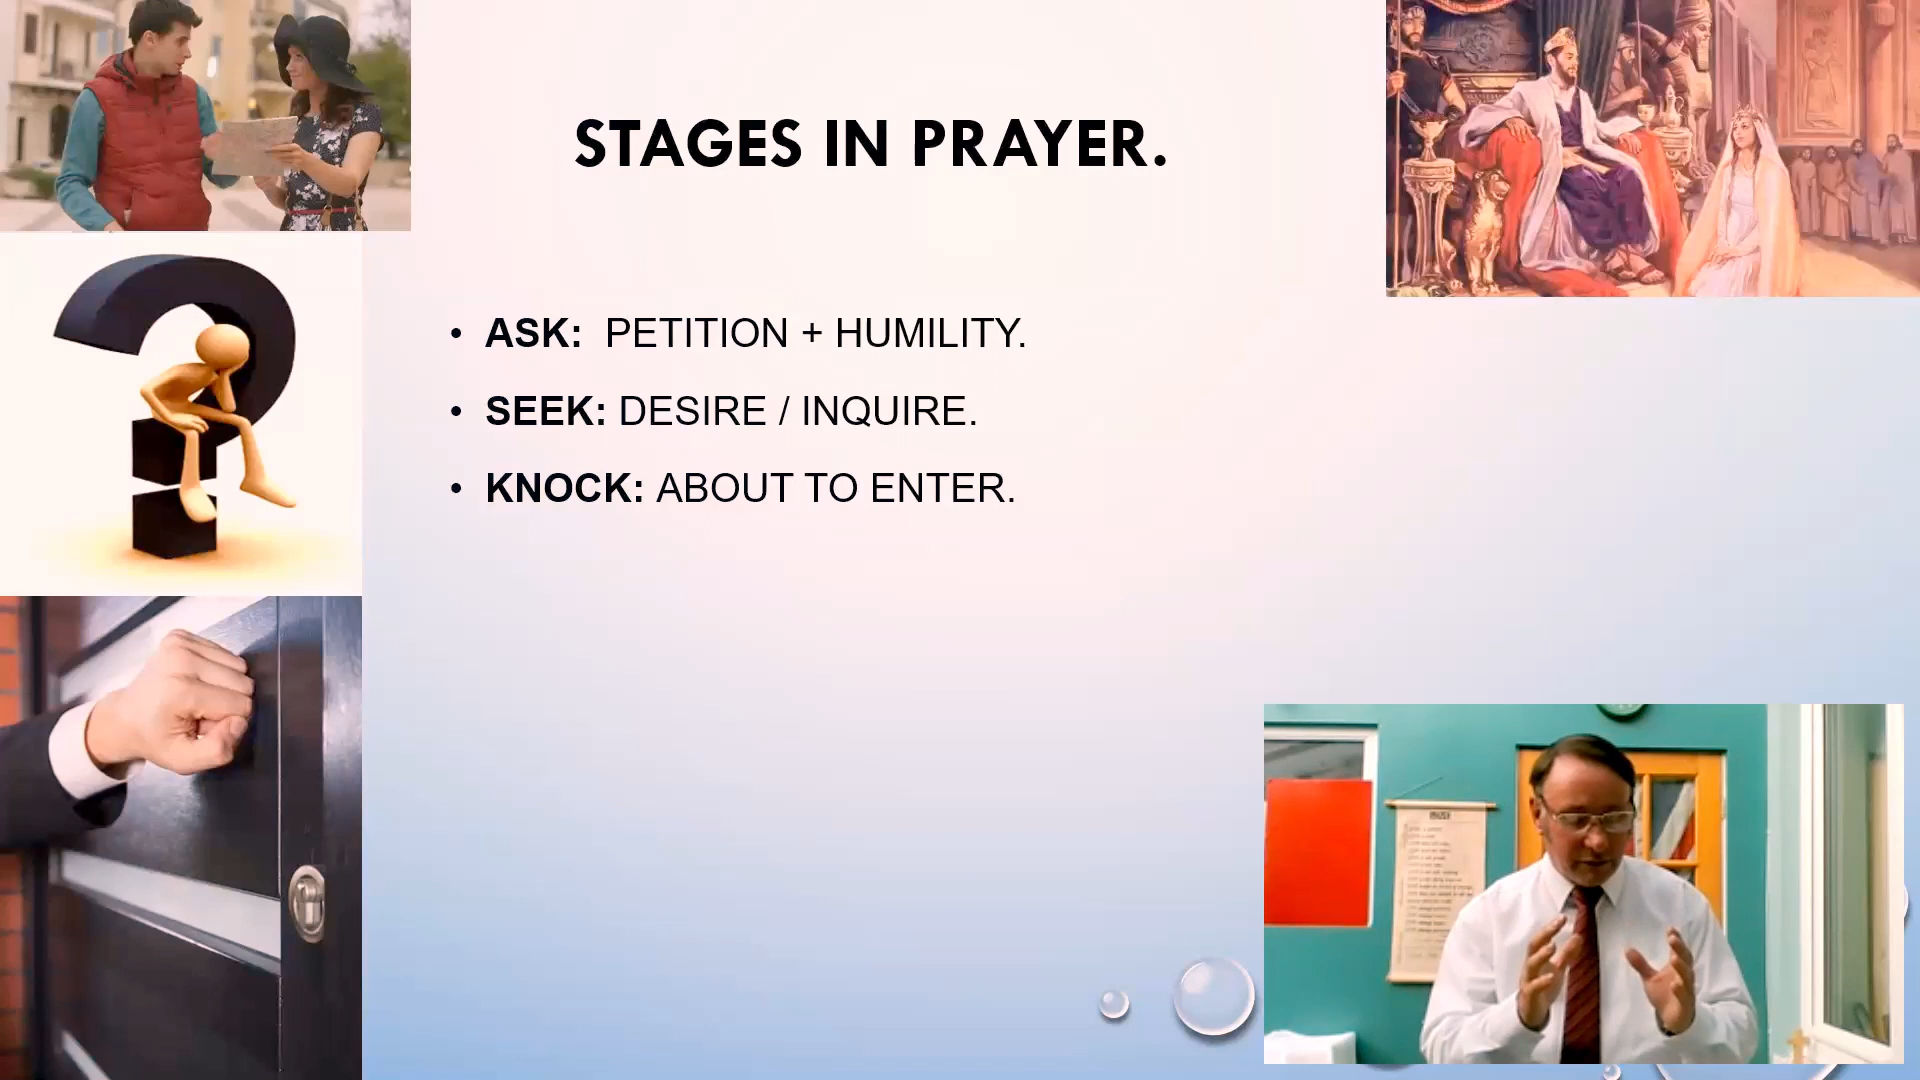 STAGES IN PRAYER.
• ASK: PETITION + HUMILITY.
• SEEK: DESIRE / INQUIRE.
• KNOCK: ABOUT TO ENTER.